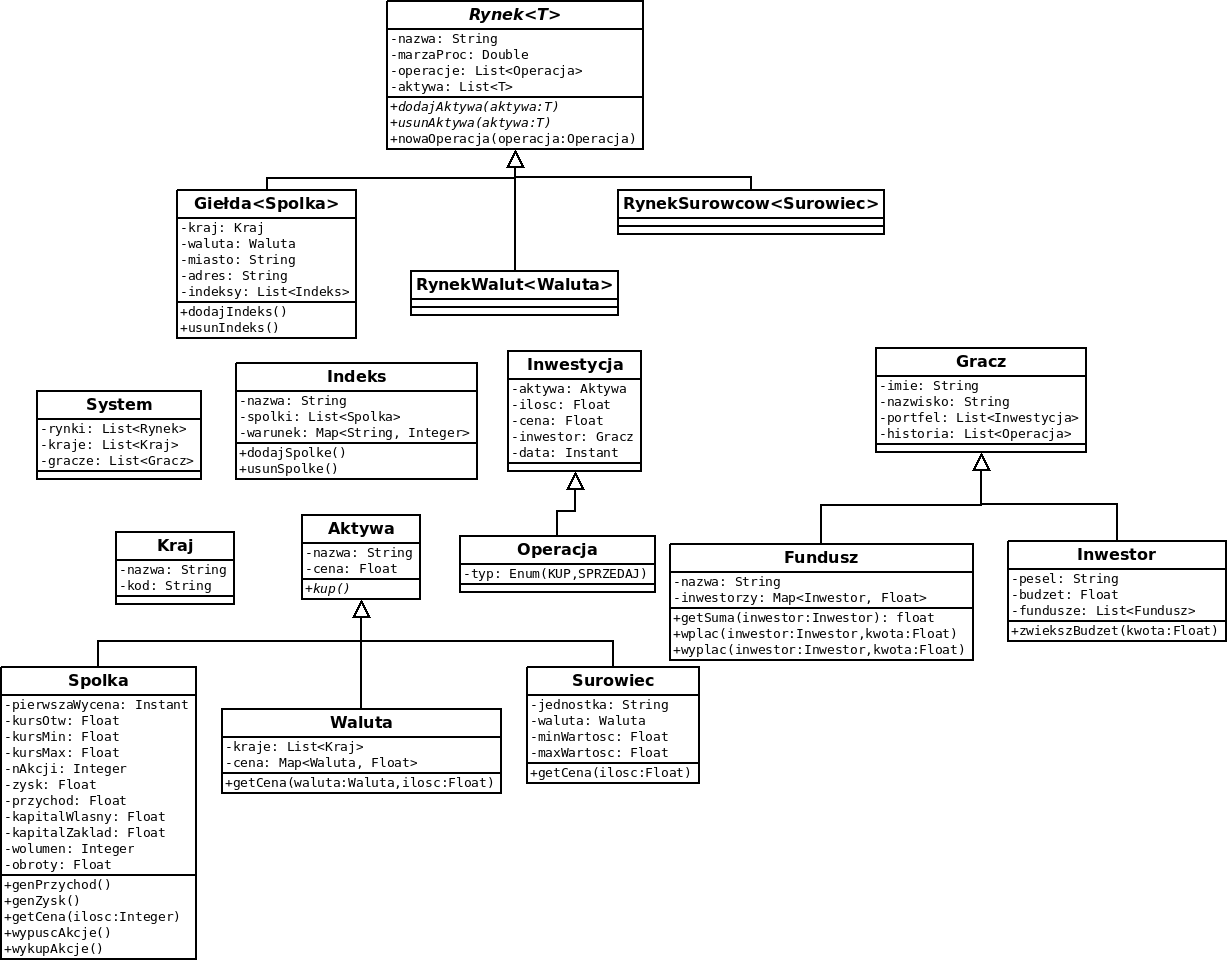 Rynek<T>
-nazwa: String
-marzaProc: Double
-operacje: List<Operacja>
-aktywa: List<T>
+dodajAktywa(aktywa:T)
+usunAktywa(aktywa:T)
+nowaOperacja(operacja:Operacja)
Giełda<Spolka>
-kraj: Kraj
-waluta: Waluta
-miasto: String
-adres: String
-indeksy: List<Indeks>
+dodajIndeks()
+usunIndeks()
RynekSurowcow<Surowiec>
RynekWalut<Waluta>
System
-rynki: List<Rynek>
-kraje: List<Kraj>
-gracze: List<Gracz>
Indeks
-nazwa: String
-spolki: List<Spolka>
-warunek: Map<String, Integer>
+dodajSpolke()
+usunSpolke()
Inwestycja
-aktywa: Aktywa
-ilosc: Float
-cena: Float
-inwestor: Gracz
-data: Instant
Gracz
-imie: String
-nazwisko: String
-portfel: List<Inwestycja>
-historia: List<Operacja>
Kraj
-nazwa: String
-kod: String
Aktywa
-nazwa: String
-cena: Float
+kup()
Operacja
-typ: Enum(KUP,SPRZEDAJ)
Fundusz
-nazwa: String
-inwestorzy: Map<Inwestor, Float>
+getSuma(inwestor:Inwestor): float
+wplac(inwestor:Inwestor,kwota:Float)
+wyplac(inwestor:Inwestor,kwota:Float)
Inwestor
-pesel: String
-budzet: Float
-fundusze: List<Fundusz>
+zwiekszBudzet(kwota:Float)
Spolka
-pierwszaWycena: Instant
-kursOtw: Float
-kursMin: Float
-kursMax: Float
-nAkcji: Integer
-zysk: Float
-przychod: Float
-kapitalWlasny: Float
-kapitalZaklad: Float
-wolumen: Integer
-obroty: Float
+genPrzychod()
+genZysk()
+getCena(ilosc:Integer)
+wypuscAkcje()
+wykupAkcje()
Waluta
-kraje: List<Kraj>
-cena: Map<Waluta, Float>
+getCena(waluta:Waluta,ilosc:Float)
Surowiec
-jednostka: String
-waluta: Waluta
-minWartosc: Float
-maxWartosc: Float
+getCena(ilosc:Float)